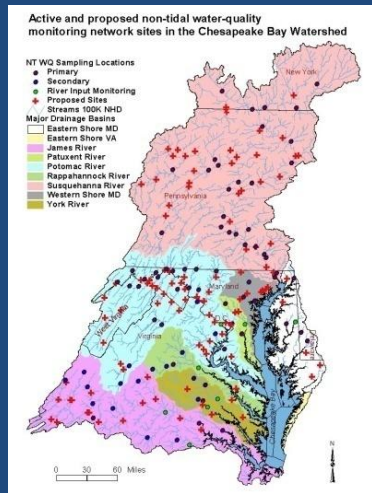 Active and proposed non-tidal water-quality
monitoring network sites in the Chesapeake Bay Watershed
NT WQ Sampling Locations
Primary
Secondary
River Input Monitoring
Proposed Sites
Streams 100K NHD
Major Drainage Basins
Eastern Shore MD
Eastern Shore VA
James River
Patuxent River
Potomac River
Rappahannock River
Susquehanna River
Western Shore MD
York River
New York
Pennsylvania
Maryland
West Virginia
Virginia
Chesapeake Bay
N
0 30 60 Miles